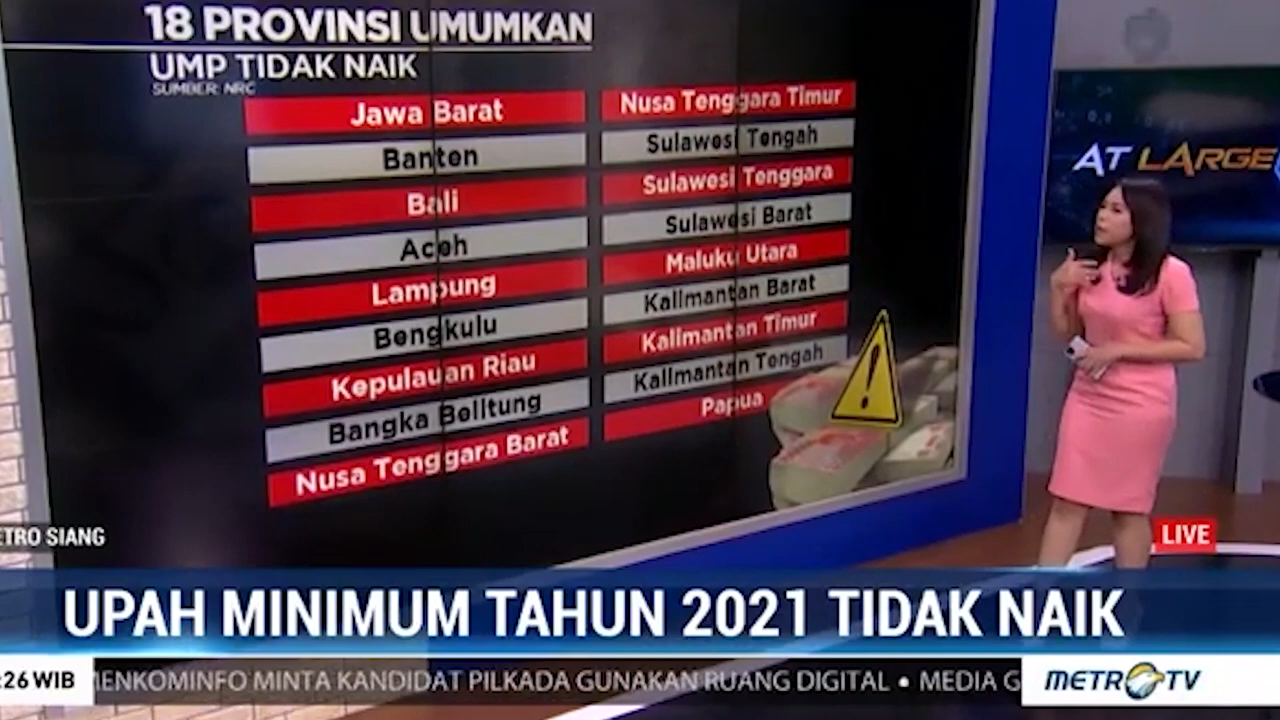 18 PROVINSI UMUMKAN
UMP TIDAK NAIK
SUMBER: NRC
Jawa Barat
Banten
Bali
Aceh
Lampung
Bengkulu
Kepulauan Riau
Bangka Belitung
Nusa Tenggara Barat
Nusa Tenggara Timur
Sulawesi Tengah
Sulawesi Tenggara
Sulawesi Barat
Maluku Utara
Kalimantan Barat
Kalimantan Timur
Kalimantan Tengah
Papua
AT LARGE
ETRO SIANG
LIVE
UPAH MINIMUM TAHUN 2021 TIDAK NAIK
:26 WIB
MENKOMINFO MINTA KANDIDAT PILKADA GUNAKAN RUANG DIGITAL • MEDIA G
METRO TV